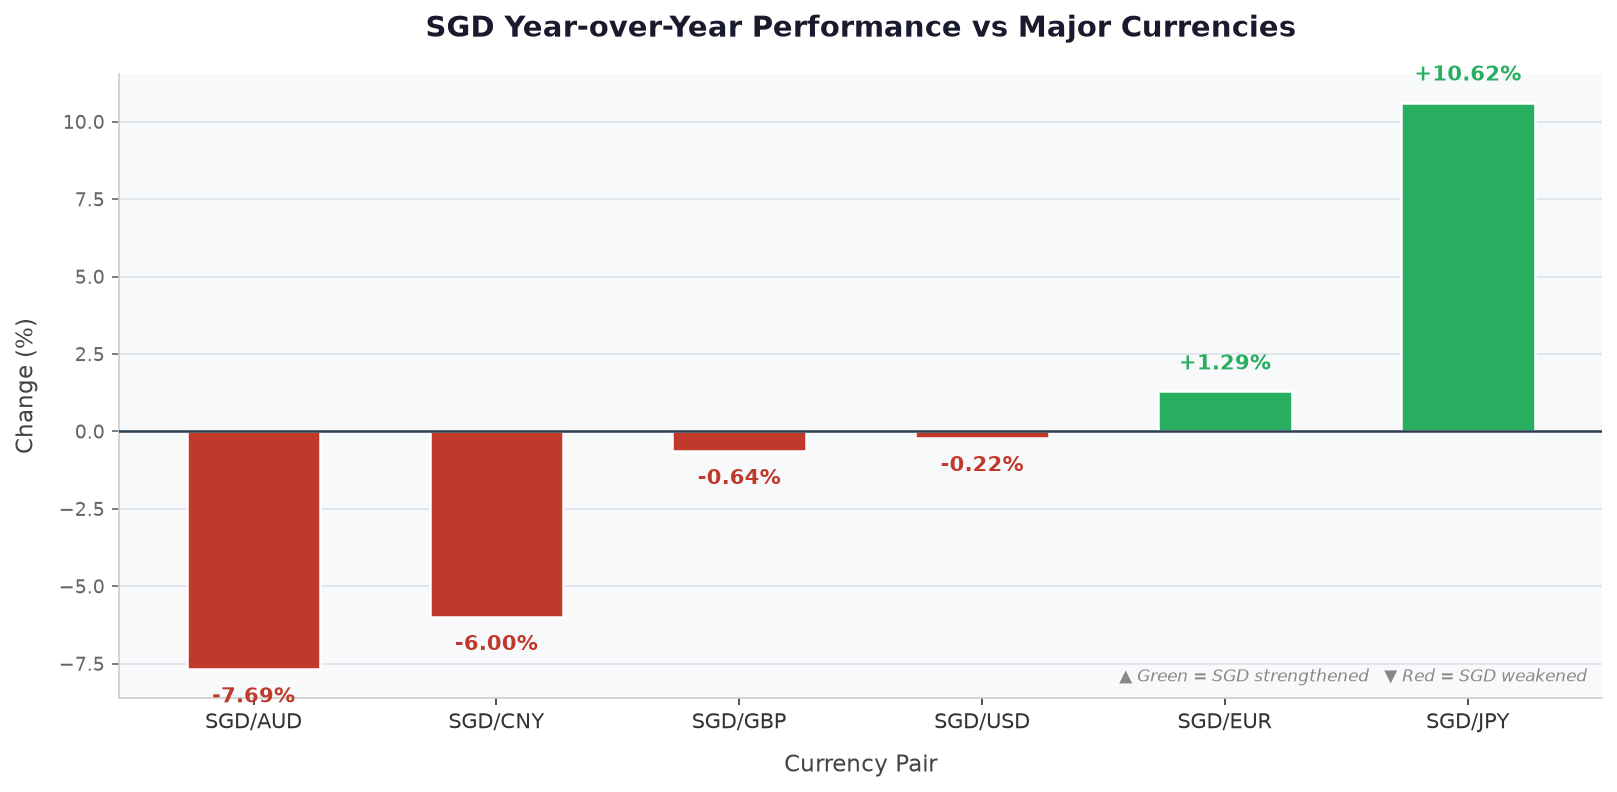 SGD Year-over-Year Performance vs Major Currencies
+10.62%
10.0
7.5
5.0
2.5
+1.29%
0.0
Change (%)
-0.22%
-0.64%
−2.5
−5.0
-6.00%
−7.5
▲ Green = SGD strengthened ▼ Red = SGD weakened
-7.69%
SGD/AUD SGD/CNY SGD/GBP SGD/USD SGD/EUR SGD/JPY
Currency Pair